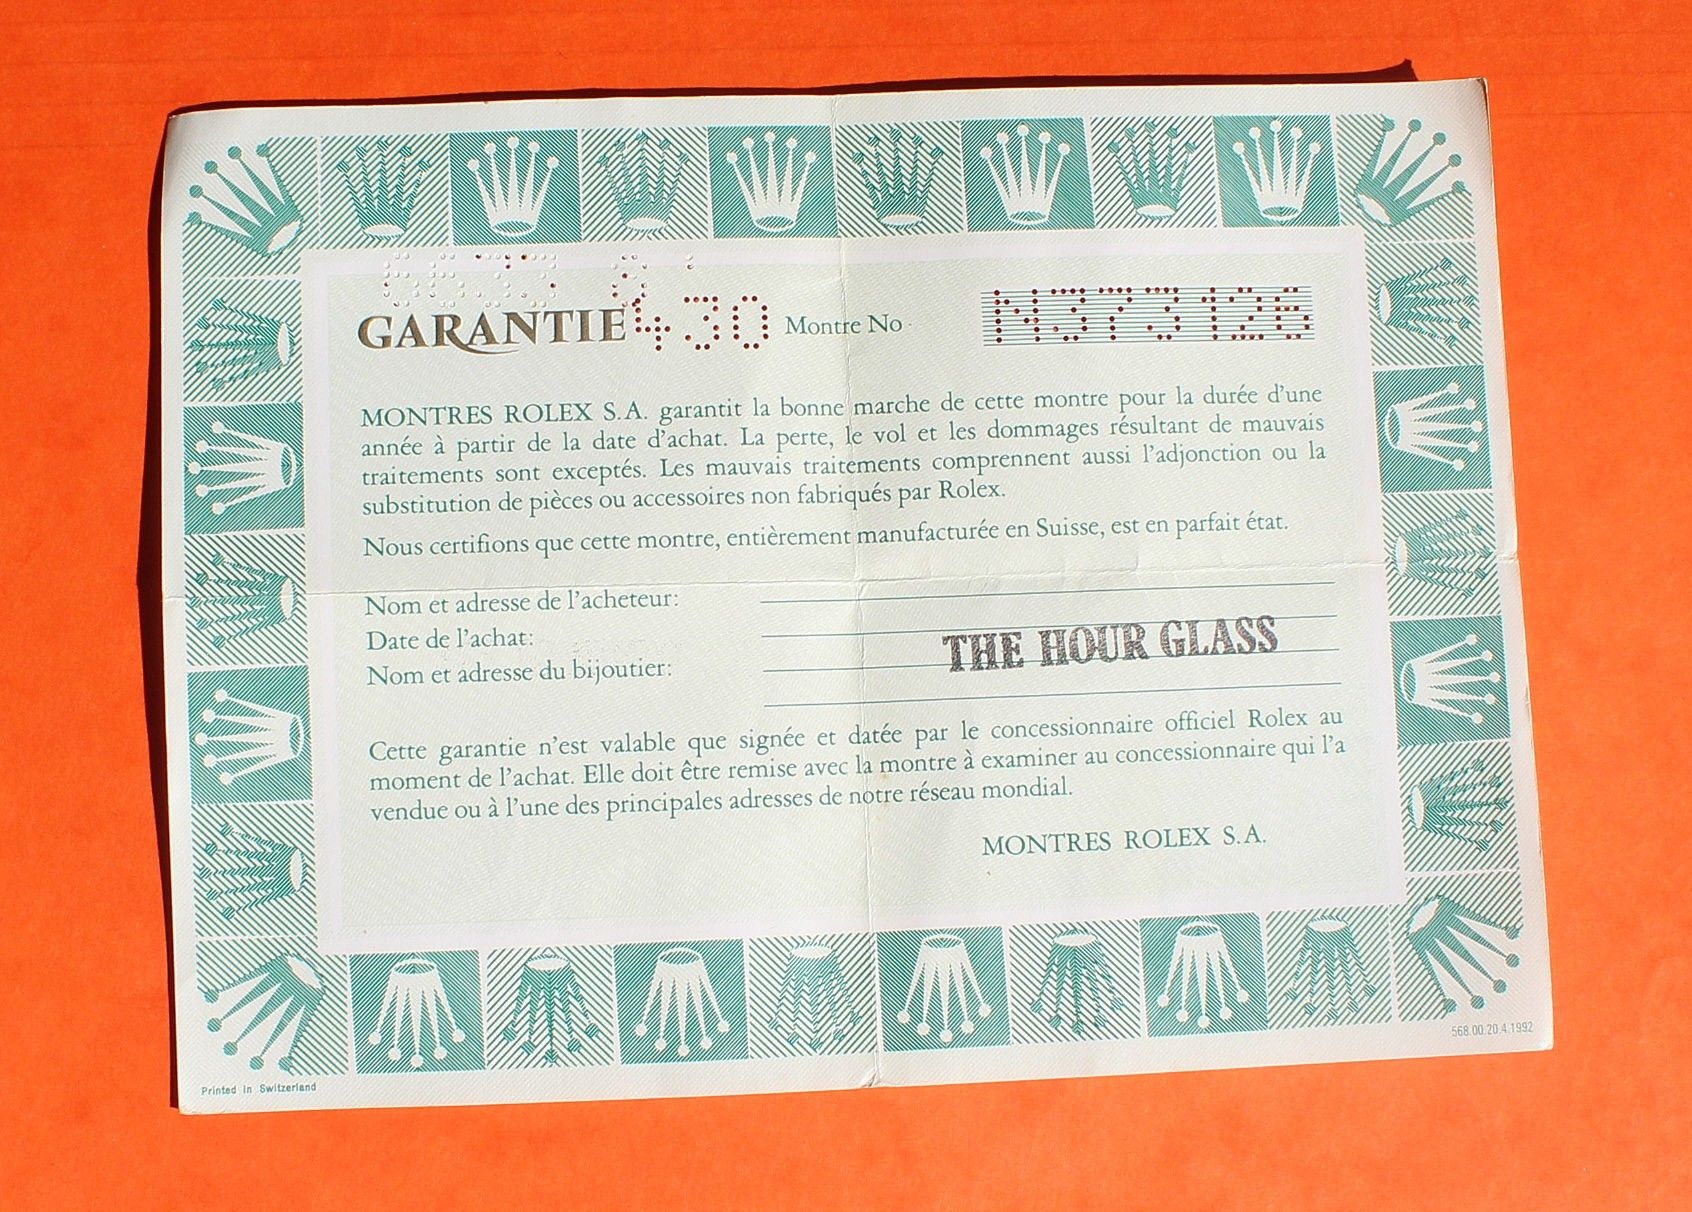 GARANTIE 430 Montre No N373126
MONTRES ROLEX S.A. garantit la bonne marche de cette montre pour la durée d'une
année à partir de la date d'achat. La perte, le vol et les dommages résultant de mauvais
traitements sont exceptés. Les mauvais traitements comprennent aussi l'adjonction ou la
substitution de pièces ou accessoires non fabriqués par Rolex.
Nous certifions que cette montre, entièrement manufacturée en Suisse, est en parfait état.
Nom et adresse de l'acheteur:
Date de l'achat:
THE HOUR GLASS
Nom et adresse du bijoutier:
Cette garantie n'est valable que signée et datée par le concessionnaire officiel Rolex au
moment de l'achat. Elle doit être remise avec la montre à examiner au concessionnaire qui l'a
vendue ou à l'une des principales adresses de notre réseau mondial.
MONTRES ROLEX S.A.
568.00.20.4.1992
Printed in Switzerland